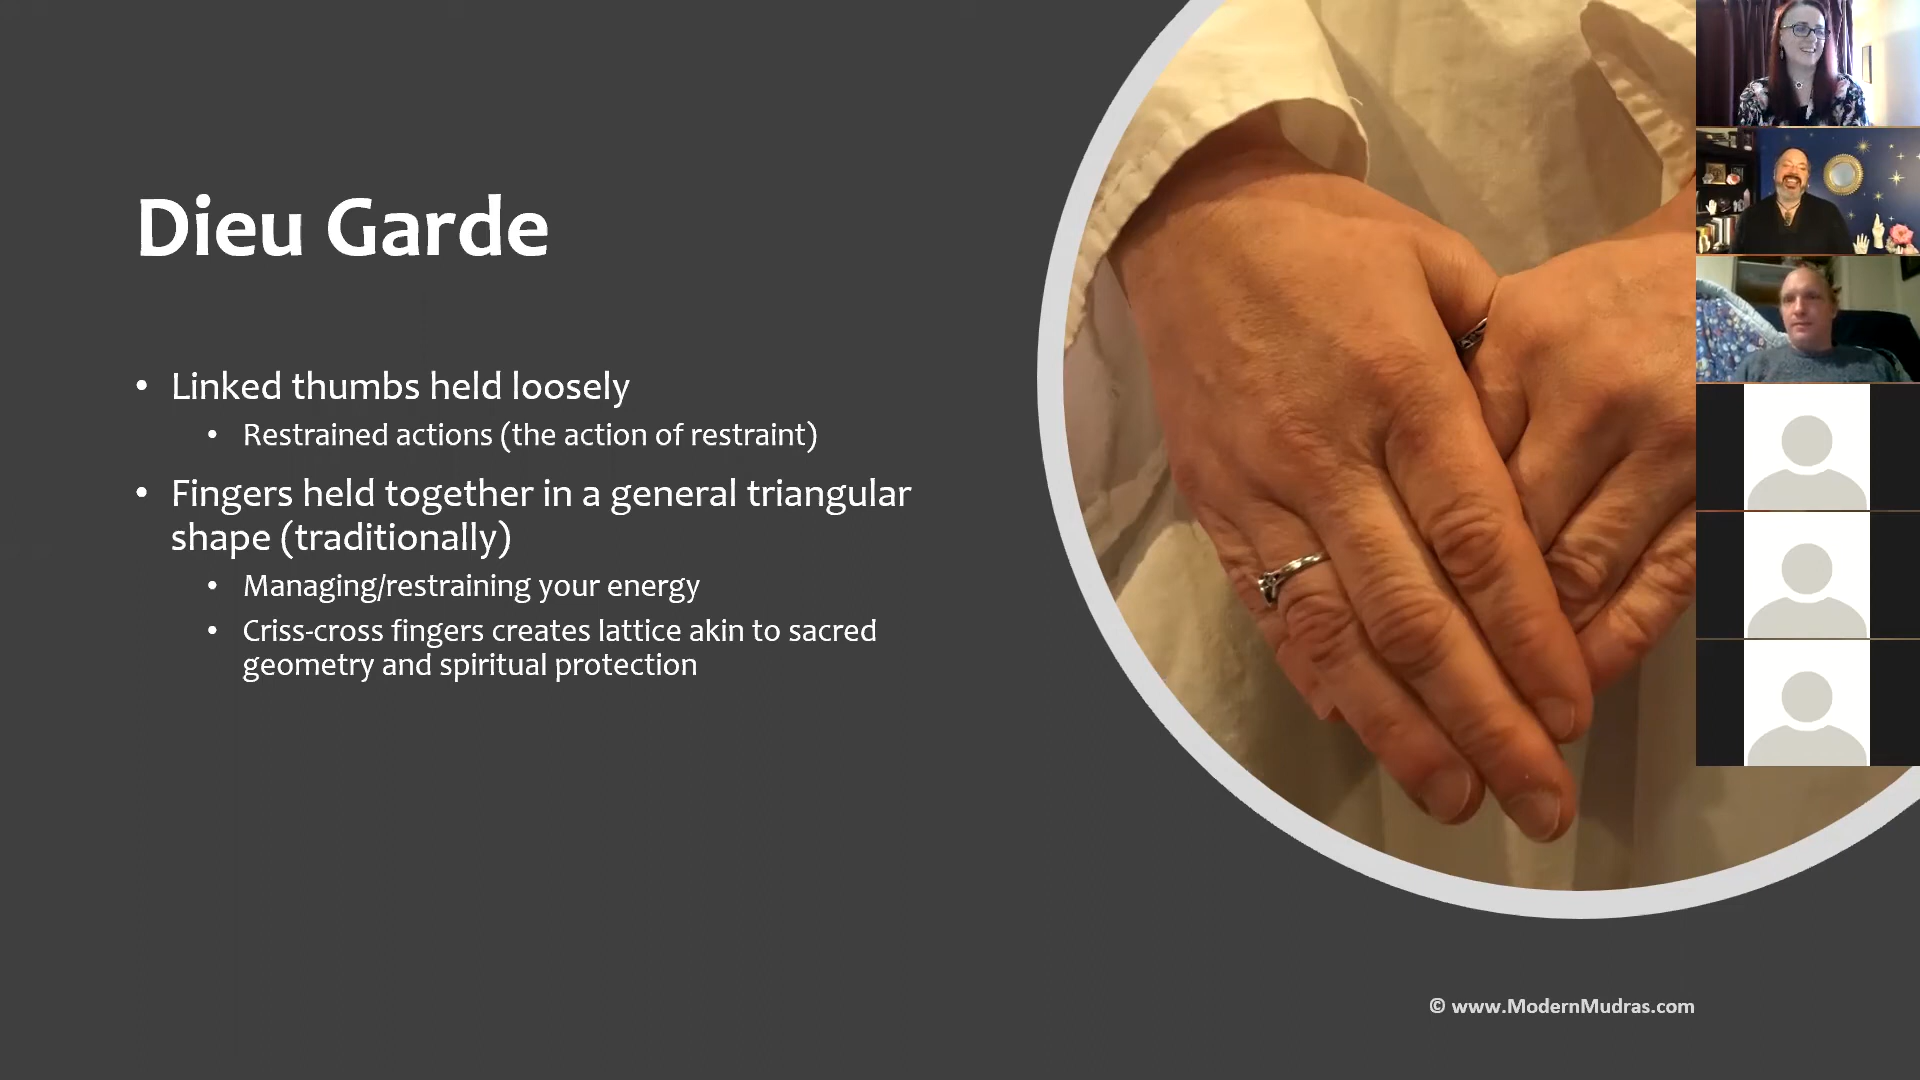 Dieu Garde
• Linked thumbs held loosely
• Restrained actions (the action of restraint)
• Fingers held together in a general triangular
shape (traditionally)
• Managing/restraining your energy
• Criss-cross fingers creates lattice akin to sacred
geometry and spiritual protection
© www.ModernMudras.com